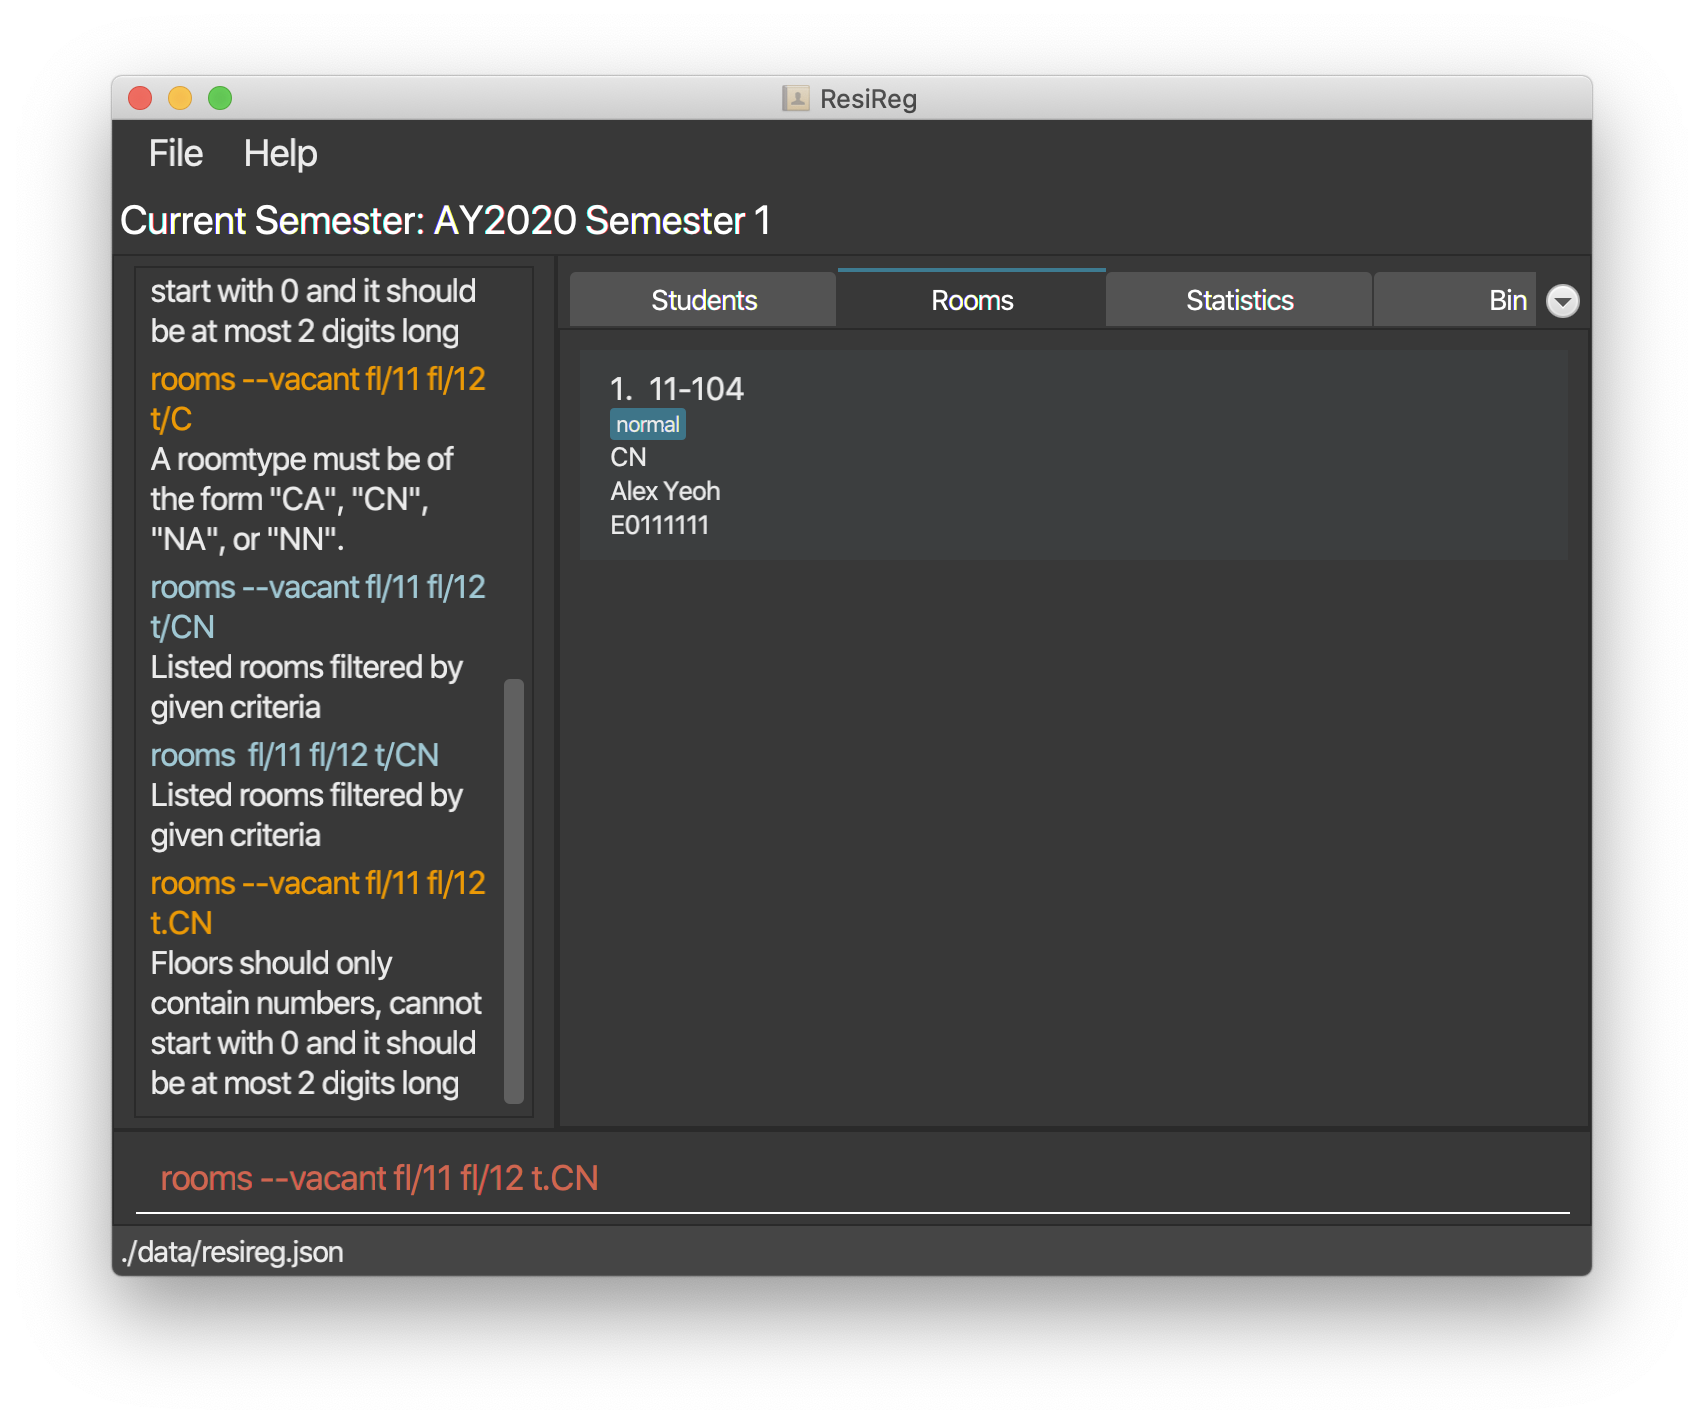 ResiReg
File Help
Current Semester: AY2020 Semester 1
start with 0 and it should
be at most 2 digits long
rooms --vacant fl/11 fl/12
t/C
A roomtype must be of
the form "CA", "CN",
"NA", or "NN".
rooms --vacant fl/11 fl/12
t/CN
Listed rooms filtered by
given criteria
rooms  fl/11 fl/12 t/CN
Listed rooms filtered by
given criteria
rooms --vacant fl/11 fl/12
t.CN
Floors should only
contain numbers, cannot
start with 0 and it should
be at most 2 digits long
Students Rooms Statistics Bin
1. 11-104
normal
CN
Alex Yeoh
E0111111
rooms --vacant fl/11 fl/12 t.CN
./data/resireg.json